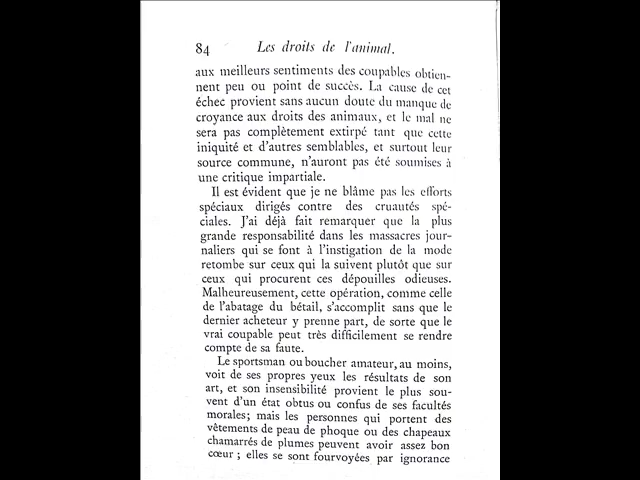 84 Les droits de l'animal.
aux meilleurs sentiments des coupables obtien-
nent peu ou point de succès. La cause de cet
échec provient sans aucun doute du manque de
croyance aux droits des animaux, et le mal ne
sera pas complètement extirpé tant que cette
iniquité et d'autres semblables, et surtout leur
source commune, n'auront pas été soumises à
une critique impartiale.
Il est évident que je ne blâme pas les efforts
spéciaux dirigés contre des cruautés spé-
ciales. J'ai déjà fait remarquer que la plus
grande responsabilité dans les massacres jour-
naliers qui se font à l'instigation de la mode
retombe sur ceux qui la suivent plutôt que sur
ceux qui procurent ces dépouilles odieuses.
Malheureusement, cette opération, comme celle
de l'abatage du bétail, s'accomplit sans que le
dernier acheteur y prenne part, de sorte que le
vrai coupable peut très difficilement se rendre
compte de sa faute.
Le sportsman ou boucher amateur, au moins,
voit de ses propres yeux les résultats de son
art, et son insensibilité provient le plus sou-
vent d'un état obtus ou confus de ses facultés
morales; mais les personnes qui portent des
vêtements de peau de phoque ou des chapeaux
chamarrés de plumes peuvent avoir assez bon
cœur ; elles se sont fourvoyées par ignorance